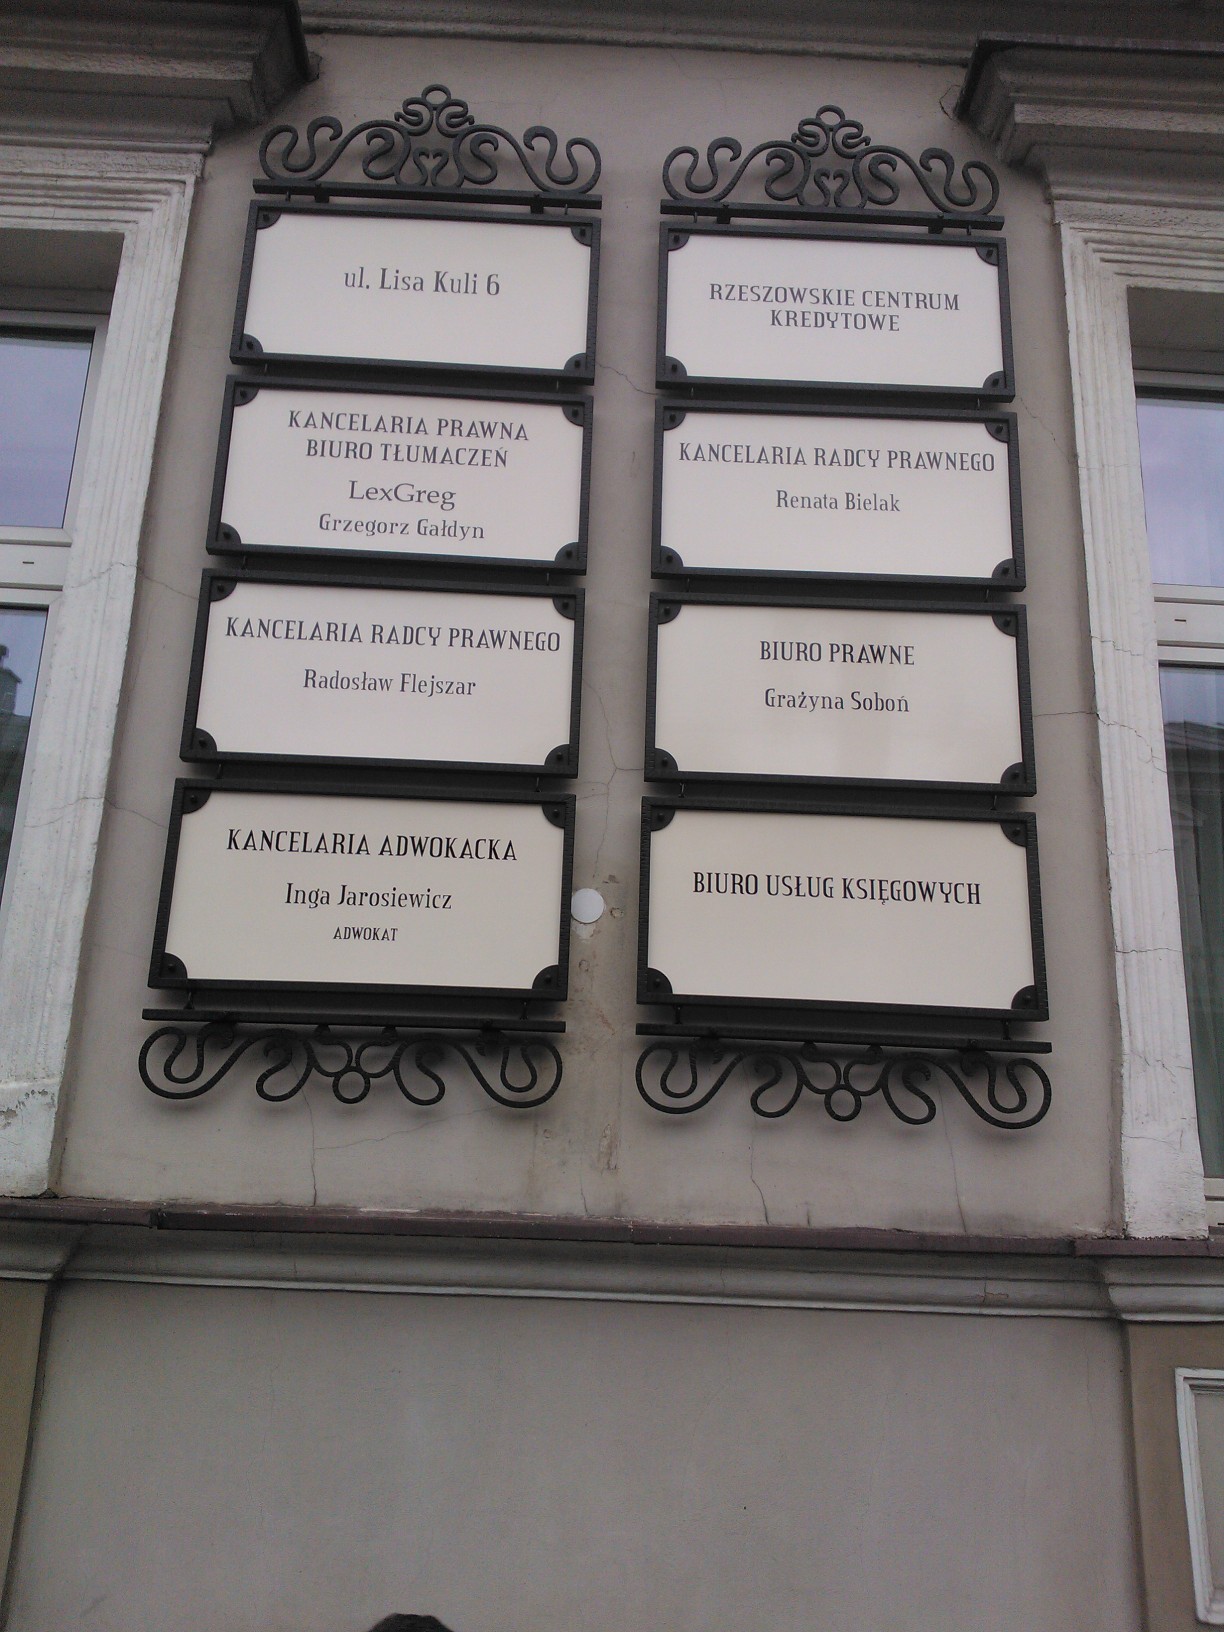 ul. Lisa Kuli 6
KANCELARIA PRAWNA
BIURO TŁUMACZEŃ
LexGreg
Grzegorz Gałdyn
KANCELARIA RADCY PRAWNEGO
Radosław Flejszar
KANCELARIA ADWOKACKA
Inga Jarosiewicz
ADWOKAT
RZESZOWSKIE CENTRUM
KREDYTOWE
KANCELARIA RADCY PRAWNEGO
Renata Bielak
BIURO PRAWNE
Grażyna Soboń
BIURO USŁUG KSIĘGOWYCH